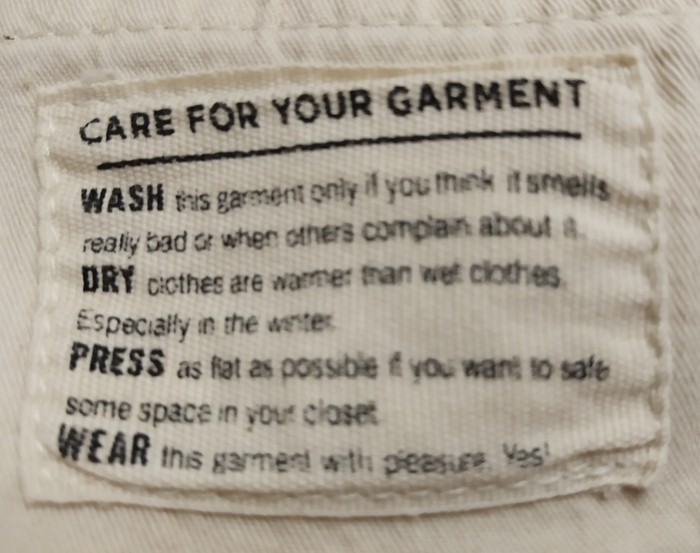 CARE FOR YOUR GARMENT
WASH this garment only if you think it smells
really bad or when others complain about it.
DRY clothes are warmer than wet clothes.
Especially in the winter.
PRESS as flat as possible if you want to safe
some space in your closet.
WEAR this garment with pleasure. Yes!